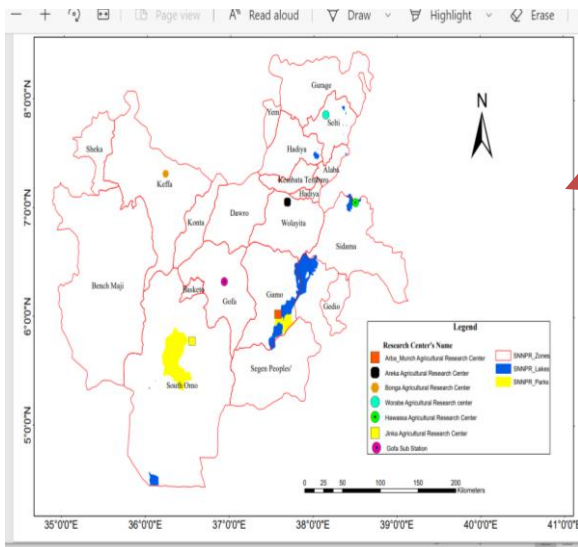 Page view
A
Read aloud
Draw
Highlight
Erase
8°0'0"N
7°0'0"N
6°0'0"N
5°0'0"N
Gurage
Selti
Yem
Hadiya
Alaba
Kembata Tembaro
Hadiya
Sheka
Keffa
Konta
Dawro
Wolayita
Sidama
Bench Maji
Basketo
Gofa
Gamo
Gedio
South Omo
Segen Peoples'
N
Legend
Research Center's Name
Arba_Munch Agricultural Research Center
Areka Agricultural Research Center
Bonga Agricultural Research Center
Worabe Agricultural Research center
Hawassa Agricultural Research Center
Jinka Agricultural Research Center
Gofa Sub Station
SNNPR_Zones
SNNPR_Lakes
SNNPR_Parks
0 25 50 100 150 200
Kilometers
35°0'0"E 36°0'0"E 37°0'0"E 38°0'0"E 39°0'0"E 40°0'0"E 41°0'0"E